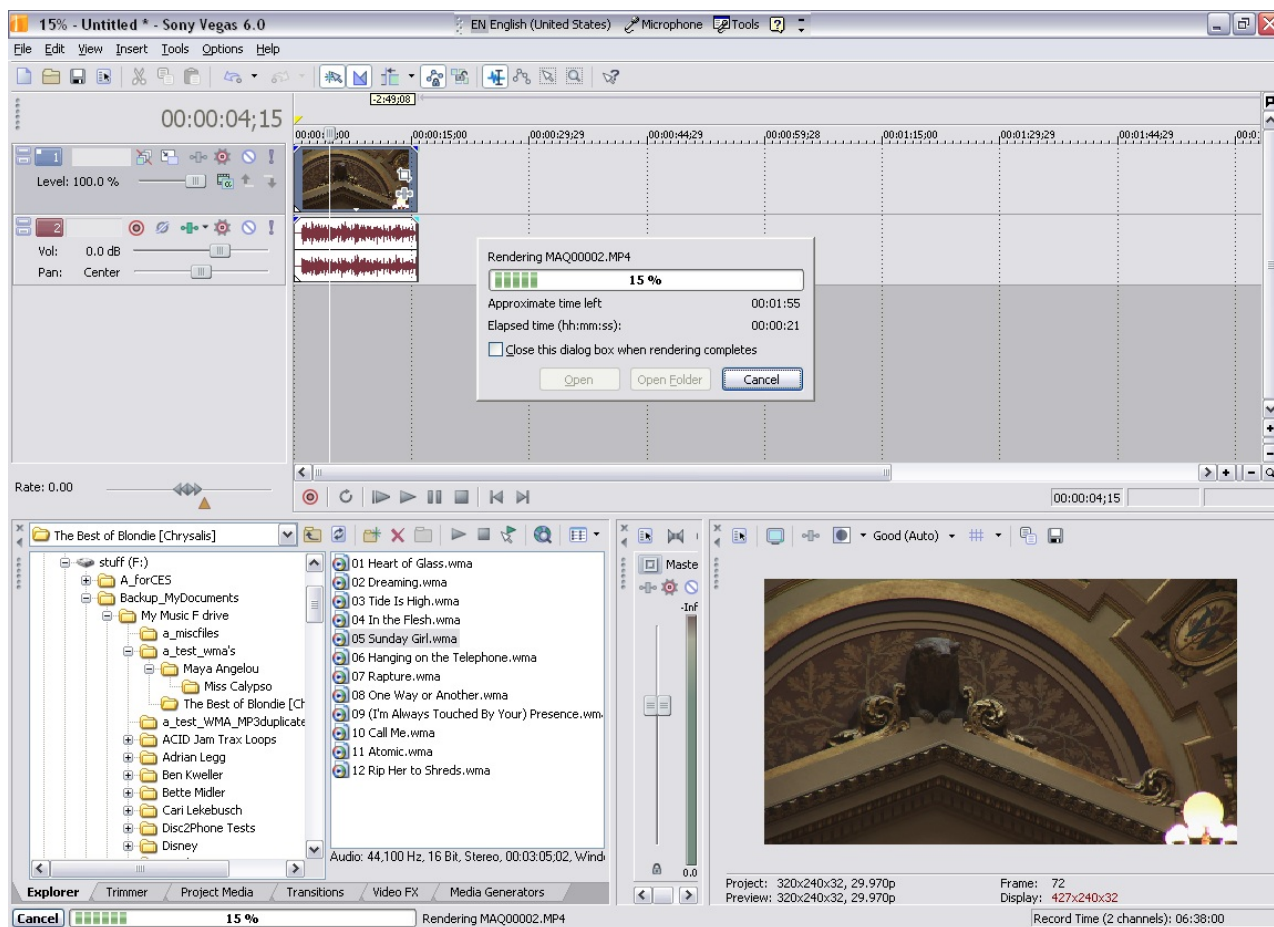 15% - Untitled * - Sony Vegas 6.0
EN English (United States) Microphone Tools
File Edit View Insert Tools Options Help
-2:49;08
00:00:04;15
00:00:15;00 00:00:29;29 00:00:44;29 00:00:59;28 00:01:15;00 00:01:29;29 00:01:44;29
1
Level: 100.0 %
2
Vol: 0.0 dB
Pan: Center
Rendering MAQ00002.MP4
15 %
Approximate time left 00:01:55
Elapsed time (hh:mm:ss): 00:00:21
Close this dialog box when rendering completes
Open Open Folder Cancel
Rate: 0.00
00:00:04;15
The Best of Blondie [Chrysalis]
stuff (F:)
A_forCES
Backup_MyDocuments
My Music F drive
a_miscfiles
a_test_wma's
Maya Angelou
Miss Calypso
The Best of Blondie [Ch
a_test_WMA_MP3duplicate
ACID Jam Trax Loops
Adrian Legg
Ben Kweller
Bette Midler
Cari Lekebusch
Disc2Phone Tests
Disney
01 Heart of Glass.wma
02 Dreaming.wma
03 Tide Is High.wma
04 In the Flesh.wma
05 Sunday Girl.wma
06 Hanging on the Telephone.wma
07 Rapture.wma
08 One Way or Another.wma
09 (I'm Always Touched By Your) Presence.wm
10 Call Me.wma
11 Atomic.wma
12 Rip Her to Shreds.wma
Audio: 44,100 Hz, 16 Bit, Stereo, 00:03:05;02, Wind
Explorer Trimmer Project Media Transitions Video FX Media Generators
Maste
-Inf
0.0
Good (Auto)
Project: 320x240x32, 29.970p
Preview: 320x240x32, 29.970p
Frame: 72
Display: 427x240x32
Cancel 15 % Rendering MAQ00002.MP4 Record Time (2 channels): 06:38:00